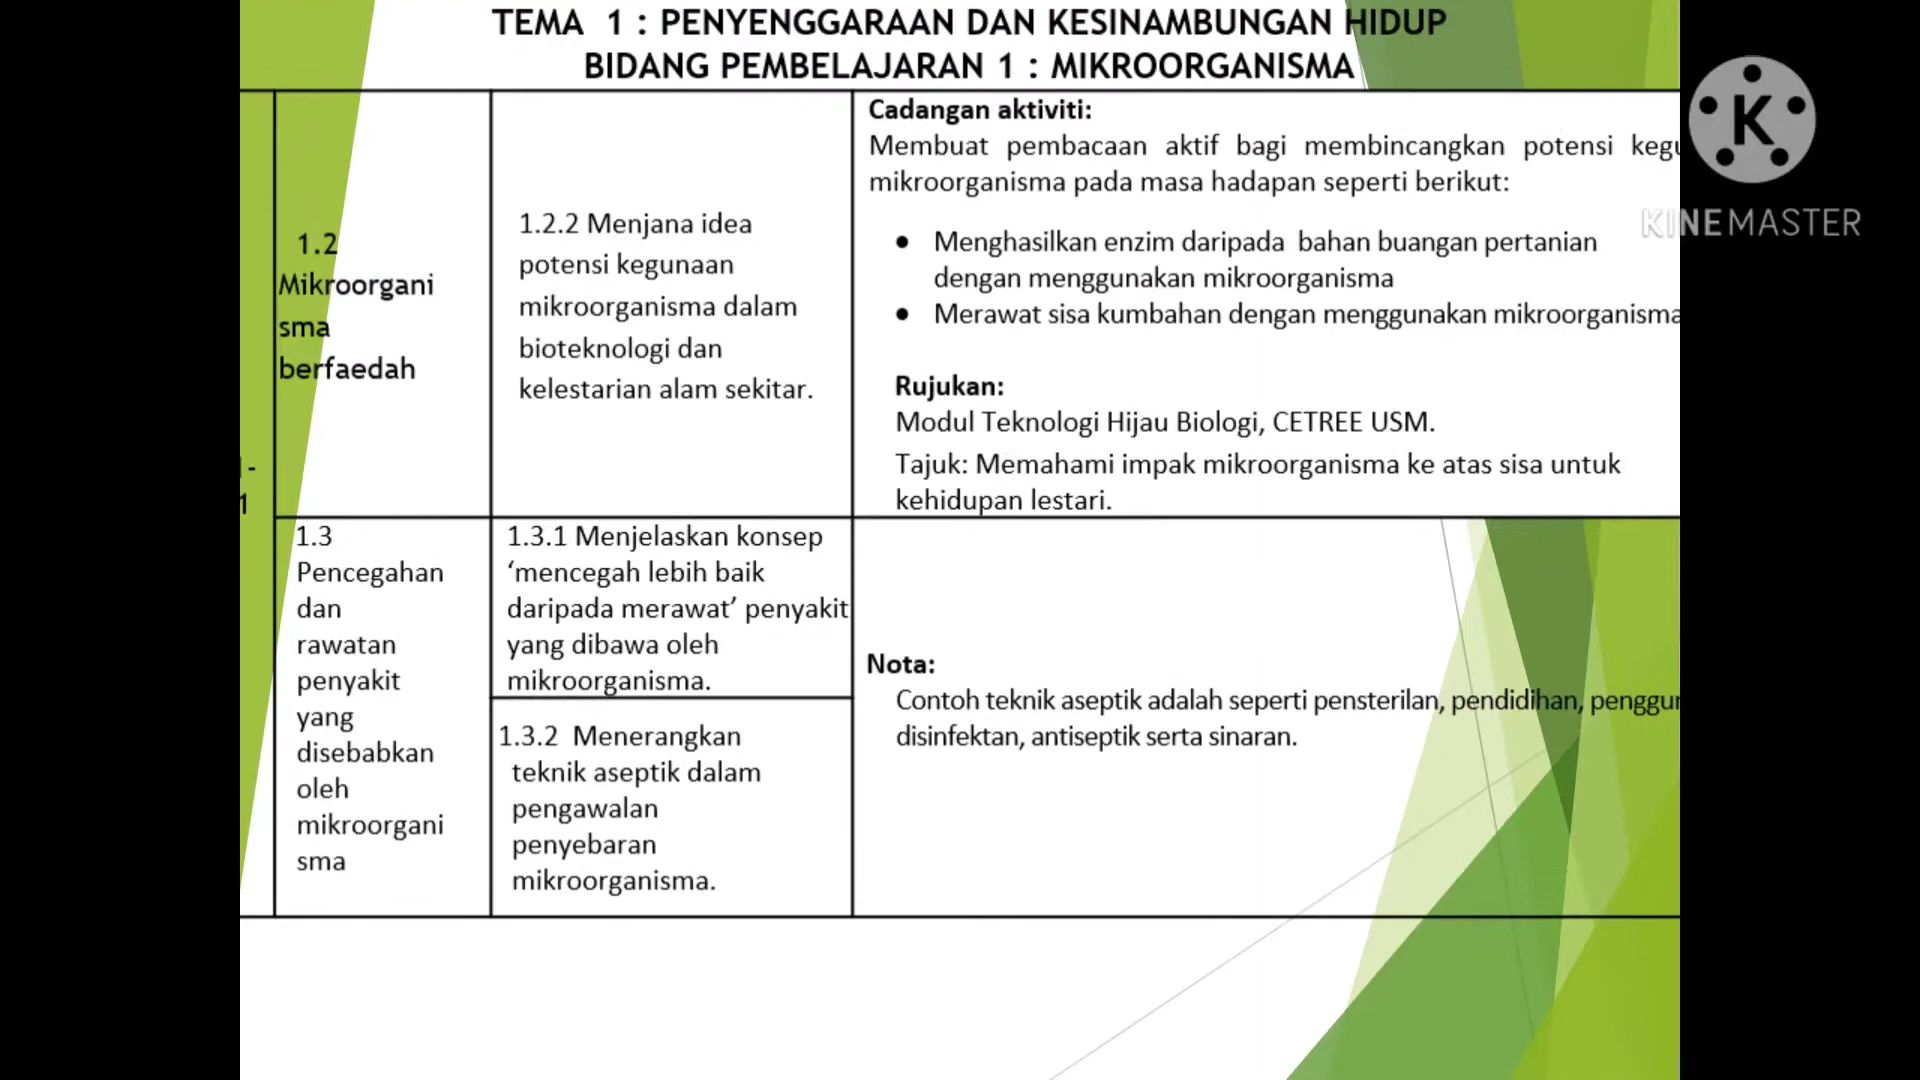 TEMA 1 : PENYENGGARAAN DAN KESINAMBUNGAN HIDUP
BIDANG PEMBELAJARAN 1 : MIKROORGANISMA
1.2
Mikroorgani
sma
berfaedah
1.2.2 Menjana idea
potensi kegunaan
mikroorganisma dalam
bioteknologi dan
kelestarian alam sekitar.
Cadangan aktiviti:
Membuat pembacaan aktif bagi membincangkan potensi
mikroorganisma pada masa hadapan seperti berikut:
• Menghasilkan enzim daripada bahan buangan pertanian
dengan menggunakan mikroorganisma
• Merawat sisa kumbahan dengan menggunakan mikroorganisma
Rujukan:
Modul Teknologi Hijau Biologi, CETREE USM.
Tajuk: Memahami impak mikroorganisma ke atas sisa untuk
kehidupan lestari.
1.3
Pencegahan
dan
rawatan
penyakit
yang
disebabkan
oleh
mikroorgani
sma
1.3.1 Menjelaskan konsep
‘mencegah lebih baik
daripada merawat’ penyakit
yang dibawa oleh
mikroorganisma.
1.3.2 Menerangkan
teknik aseptik dalam
pengawalan
penyebaran
mikroorganisma.
Nota:
Contoh teknik aseptik adalah seperti pensterilan, pendidihan,
disinfektan, antiseptik serta sinaran.
K
KINEMASTER